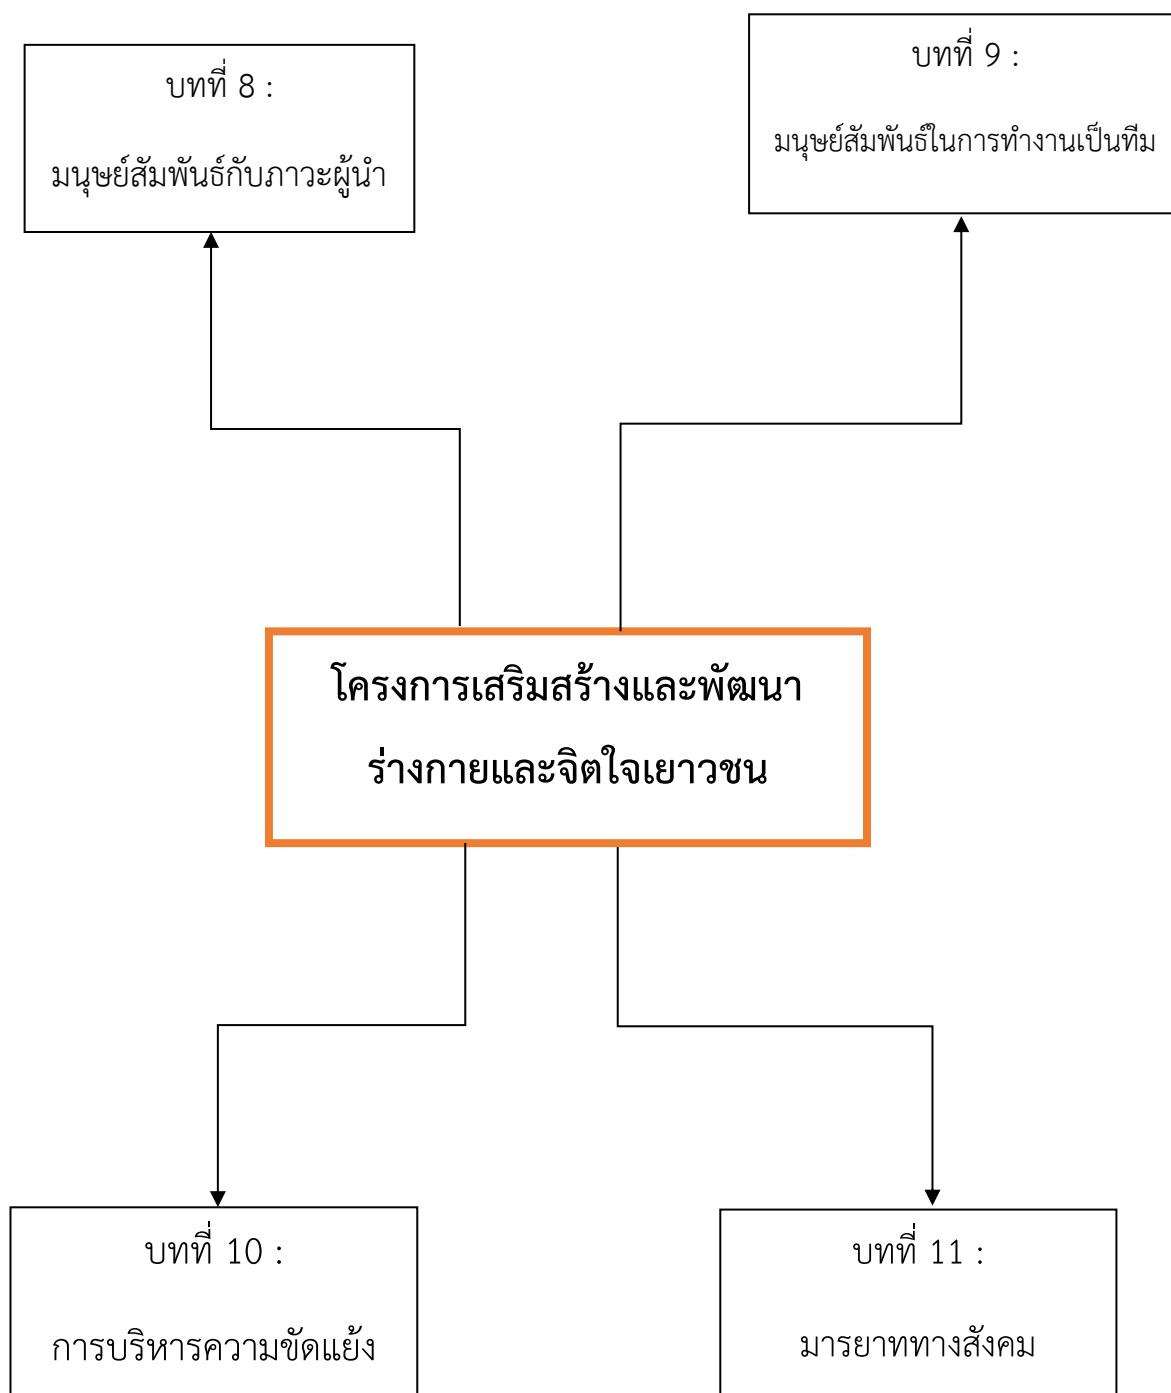 บทที่ 8 :
มนุษย์สัมพันธ์กับภาวะผู้นำ
บทที่ 9 :
มนุษย์สัมพันธ์ในการทำงานเป็นทีม
โครงการเสริมสร้างและพัฒนา
ร่างกายและจิตใจเยาวชน
บทที่ 10 :
การบริหารความขัดแย้ง
บทที่ 11 :
มารยาททางสังคม